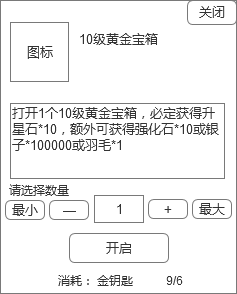 关闭
图标
10级黄金宝箱
打开1个10级黄金宝箱，必定获得升
星石*10，额外可获得强化石*10或银
子*100000或羽毛*1
请选择数量
最小 — 1 + 最大
开启
消耗： 金钥匙 9/6